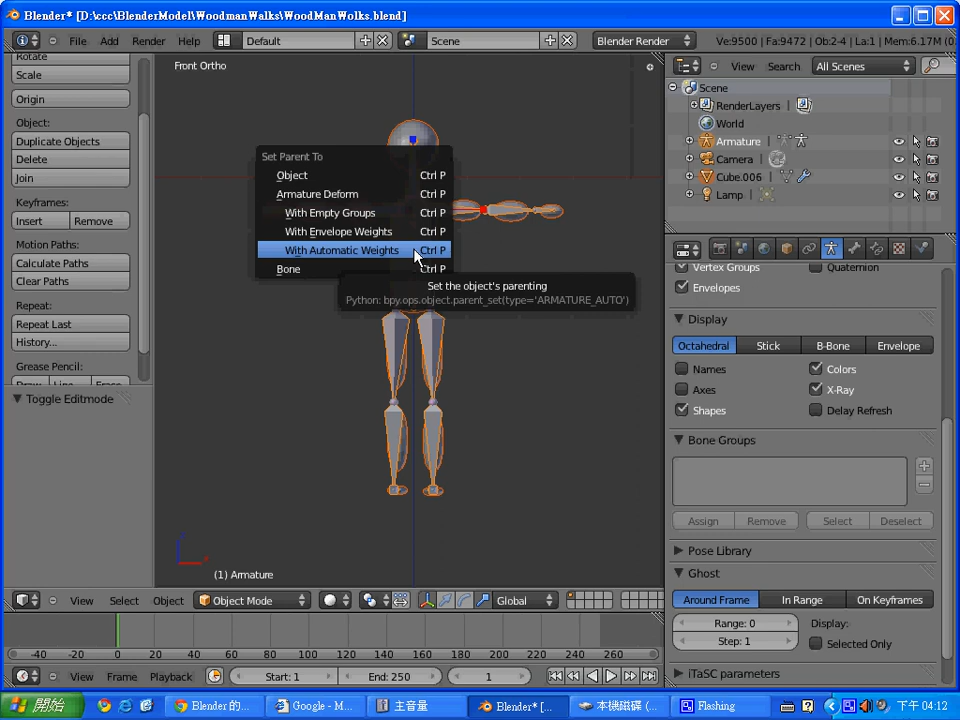 Blender* [D:\ccc\BlenderModel\WoodmanWalks\WoodManWolks.blend]
File Add Render Help Default Scene Blender Render Ve:9500 | Fa:9472 | Ob:2-4 | La:1 | Mem:6.17M (0
Rotate
Scale
Origin
Object:
Duplicate Objects
Delete
Join
Keyframes:
Insert Remove
Motion Paths:
Calculate Paths
Clear Paths
Repeat:
Repeat Last
History...
Grease Pencil:
Draw Line Erase
Toggle Editmode
Front Ortho
Set Parent To
Object Ctrl P
Armature Deform Ctrl P
With Empty Groups Ctrl P
With Envelope Weights Ctrl P
With Automatic Weights Ctrl P
Bone Ctrl P
Set the object's parenting
Python: bpy.ops.object.parent_set(type='ARMATURE_AUTO')
(1) Armature
View Select Object Object Mode Global
View Search All Scenes
Scene
RenderLayers |
World
Armature |
Camera |
Cube.006 |
Lamp |
Vertex Groups Quaternion
Envelopes
Display
Octahedral Stick B-Bone Envelope
Names Colors
Axes X-Ray
Shapes Delay Refresh
Bone Groups
Assign Remove Select Deselect
Pose Library
Ghost
Around Frame In Range On Keyframes
Range: 0 Display:
Step: 1 Selected Only
iTaSC parameters
-40 -20 0 20 40 60 80 100 120 140 160 180 200 220 240 260
View Frame Playback Start: 1 End: 250 1
開始 Blender 的... Google - M... 主音量 Blender* [... 本機磁碟 (... Flashing 下午 04:12